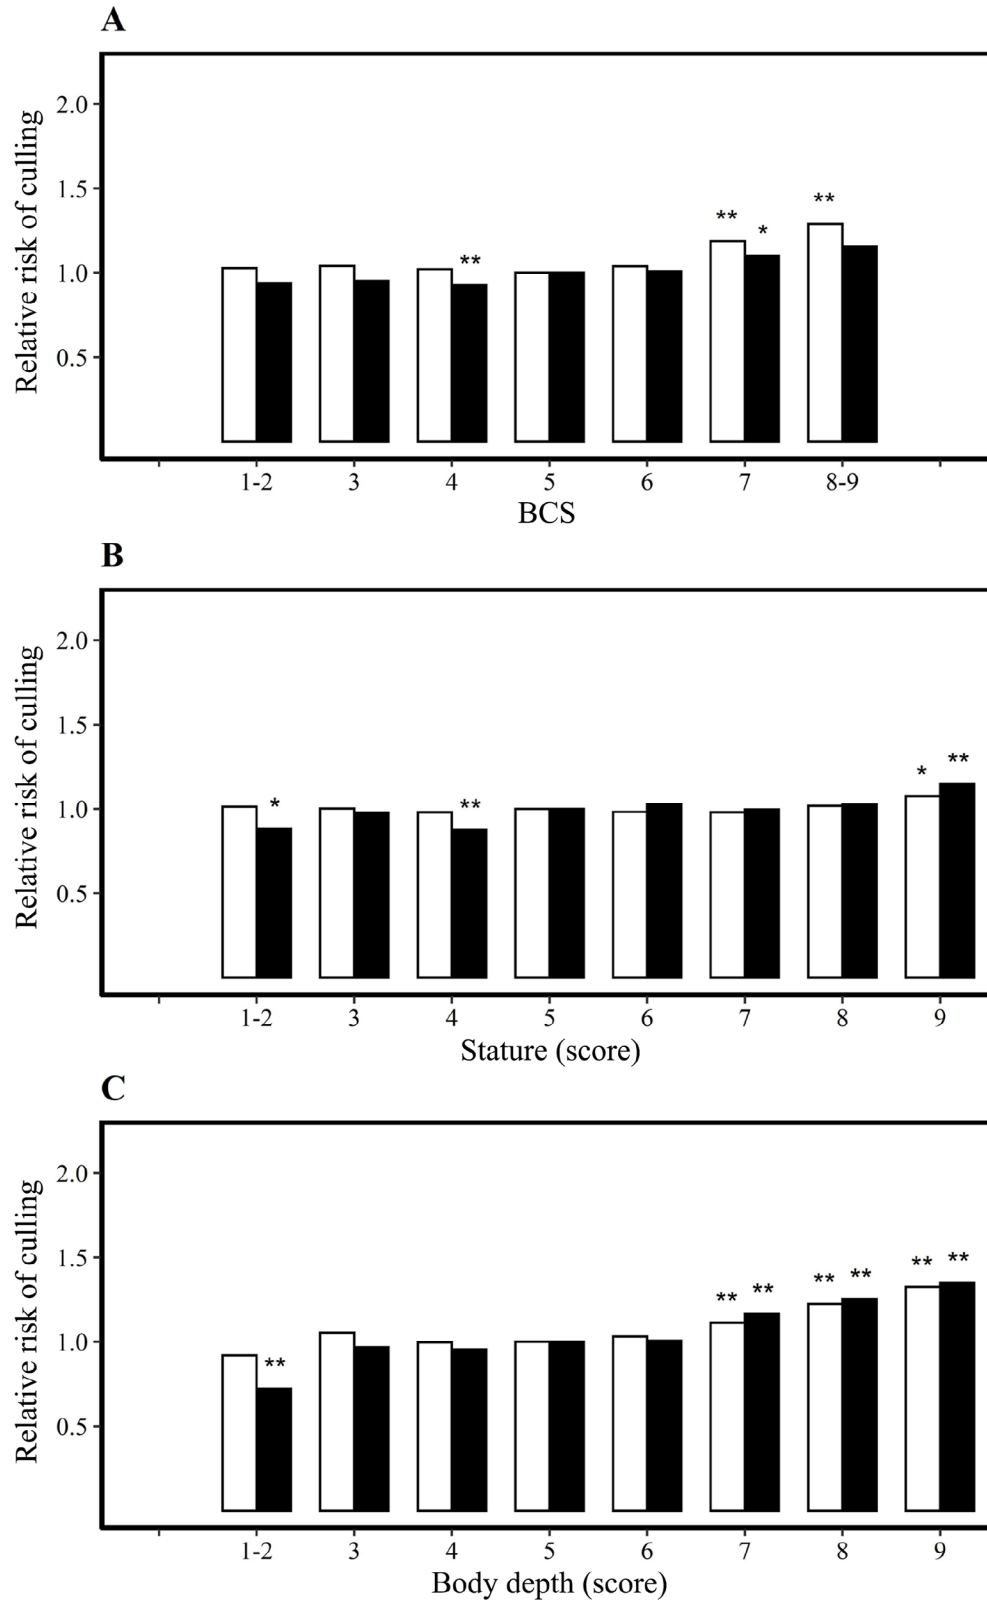 A
Relative risk of culling
2.0
1.5
1.0
0.5
** ** * **
1-2 3 4 5 6 7 8-9
BCS
B
Relative risk of culling
2.0
1.5
1.0
0.5
* ** * **
1-2 3 4 5 6 7 8 9
Stature (score)
C
Relative risk of culling
2.0
1.5
1.0
0.5
** ** ** ** ** ** **
1-2 3 4 5 6 7 8 9
Body depth (score)